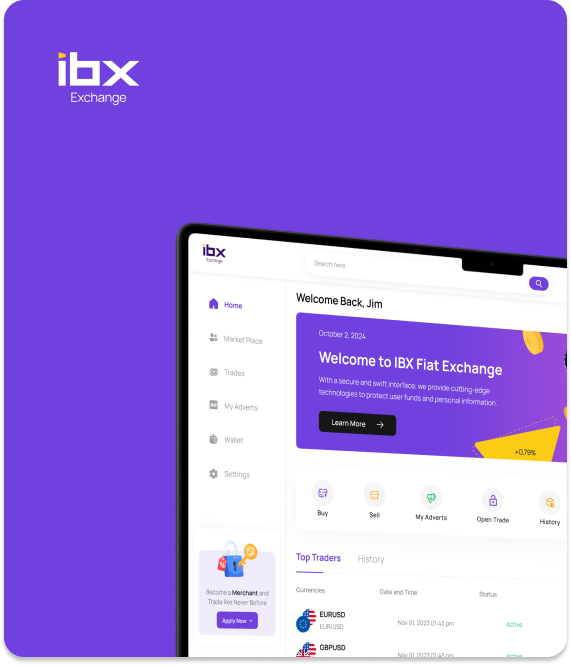 ibx
Exchange
ibx
Exchange
Search here
Welcome Back, Jim
Home
Market Place
Trades
My Adverts
Wallet
Settings
October 2, 2024
Welcome to IBX Fiat Exchange
With a secure and swift interface, we provide cutting-edge
technologies to protect user funds and personal information.
Learn More
+0.79%
Buy
Sell
My Adverts
Open Trade
History
Become a Merchant and
Trade like Never Before
Apply Now
Top Traders
History
Currencies
Date and Time
Status
EURUSD
EUR/USD
Nov 01, 2023 01:45 pm
Active
GBPUSD
Nov 01, 2023 01:45 pm
Active